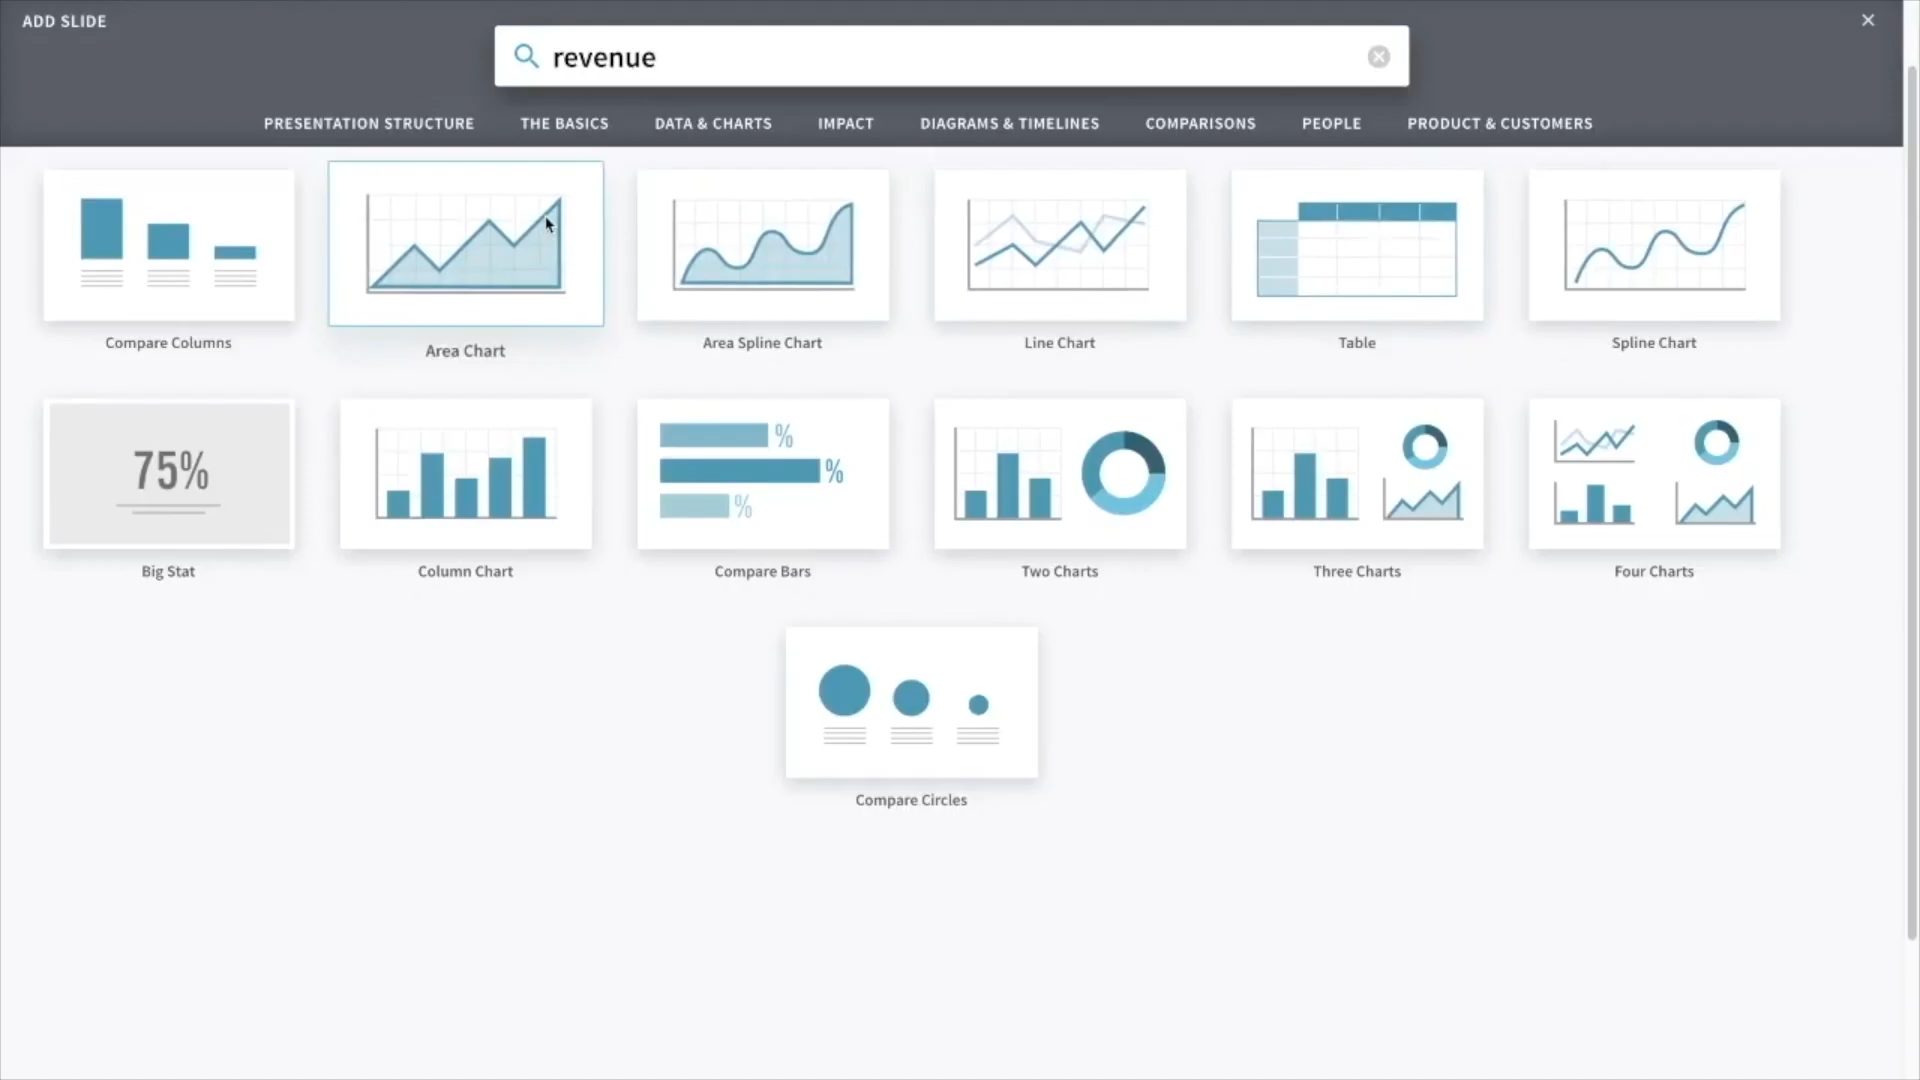 ADD SLIDE
revenue
PRESENTATION STRUCTURE THE BASICS DATA & CHARTS IMPACT DIAGRAMS & TIMELINES COMPARISONS PEOPLE PRODUCT & CUSTOMERS
Compare Columns
Area Chart
Area Spline Chart
Line Chart
Table
Spline Chart
75%
%
%
%
Big Stat
Column Chart
Compare Bars
Two Charts
Three Charts
Four Charts
Compare Circles